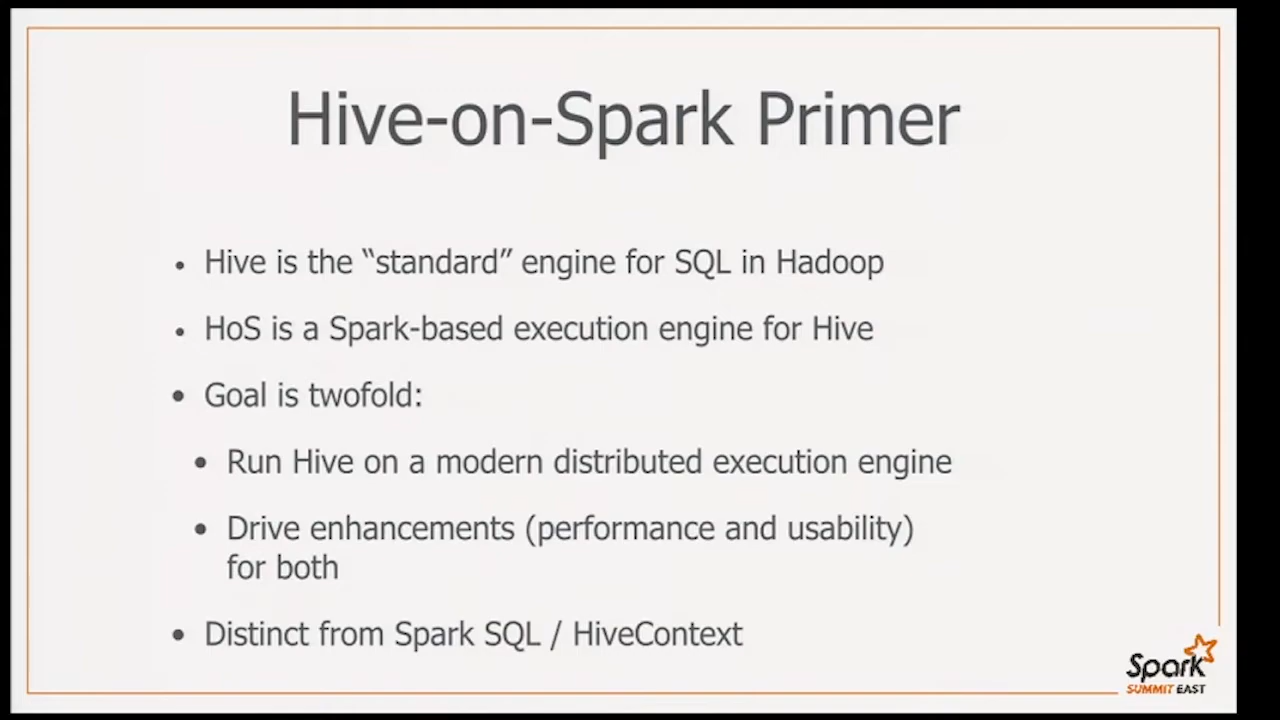 Hive-on-Spark Primer
• Hive is the “standard” engine for SQL in Hadoop
• HoS is a Spark-based execution engine for Hive
• Goal is twofold:
• Run Hive on a modern distributed execution engine
• Drive enhancements (performance and usability)
for both
• Distinct from Spark SQL / HiveContext
Spark
SUMMIT EAST